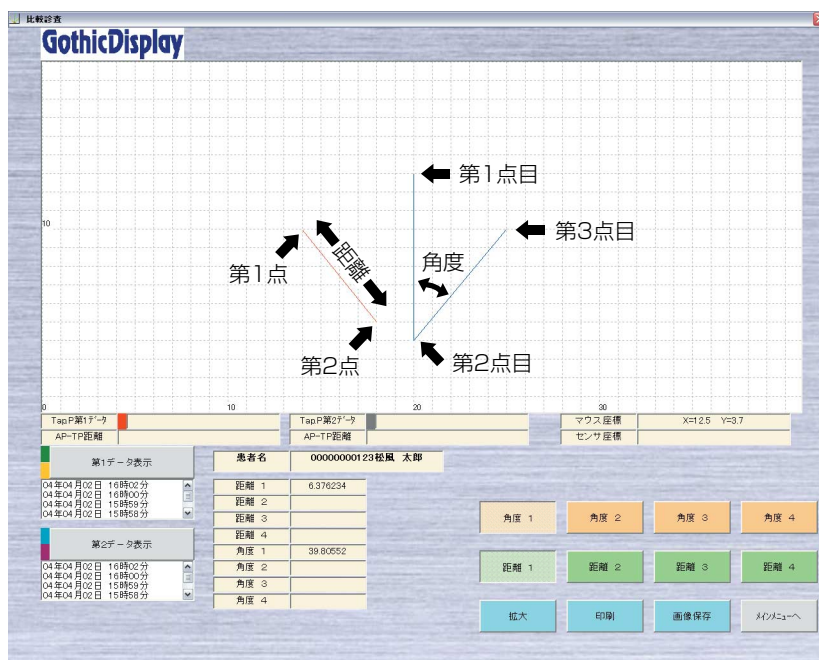 比較診査
GothicDisplay
第1点目
10
第3点目
距離
角度
第1点
第2点
第2点目
0
10
20
30
Tap.P第1ﾃﾞｰﾀ
Tap.P第2ﾃﾞｰﾀ
マウス座標
X=12.5 Y=3.7
AP-TP距離
AP-TP距離
センサ座標
第1データ表示
患者名
00000000123松風 太郎
04年04月02日 16時02分
04年04月02日 16時00分
04年04月02日 15時59分
04年04月02日 15時58分
第2データ表示
04年04月02日 16時02分
04年04月02日 16時00分
04年04月02日 15時59分
04年04月02日 15時58分
距離 1
6.376234
距離 2
距離 3
距離 4
角度 1
39.80552
角度 2
角度 3
角度 4
角度 1
角度 2
角度 3
角度 4
距離 1
距離 2
距離 3
距離 4
拡大
印刷
画像保存
ﾒｲﾝﾒﾆｭｰへ